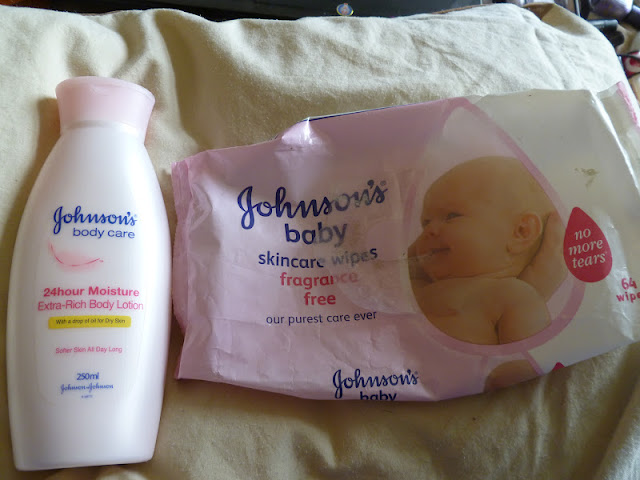 Johnson's
body care
24hour Moisture
Extra-Rich Body Lotion
With a drop of oil for Dry Skin
Softer Skin All Day Long
250ml
Johnson & Johnson
Johnson's
baby
skincare wipes
fragrance
free
our purest care ever
no
more
tears
64
wipes
Johnson's
baby